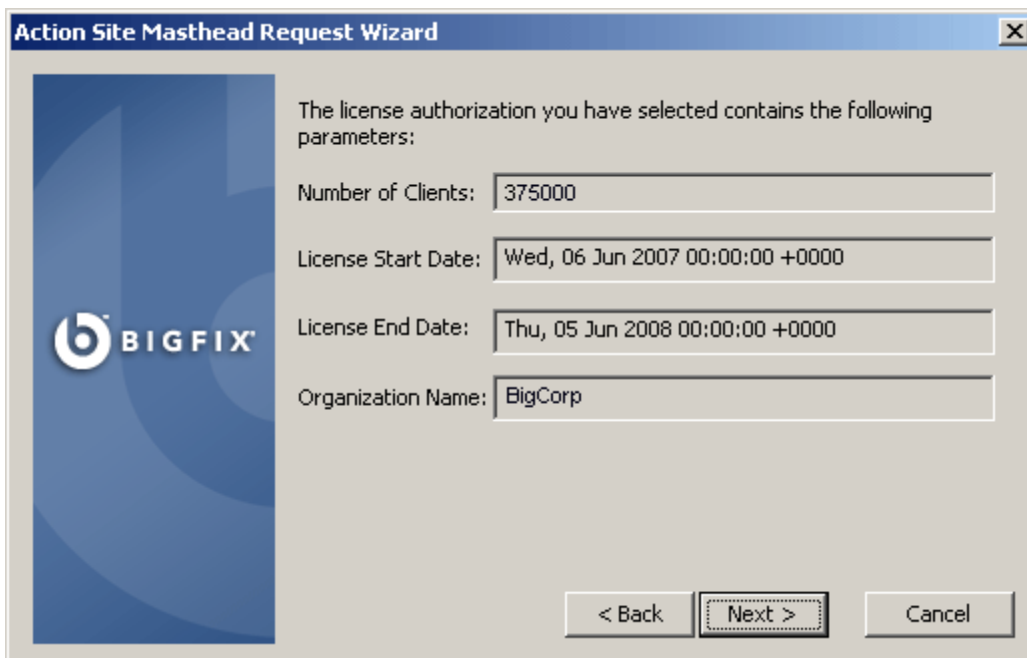 Action Site Masthead Request Wizard
The license authorization you have selected contains the following
parameters:
Number of Clients: 375000
License Start Date: Wed, 06 Jun 2007 00:00:00 +0000
License End Date: Thu, 05 Jun 2008 00:00:00 +0000
Organization Name: BigCorp
BIGFIX
< Back Next > Cancel